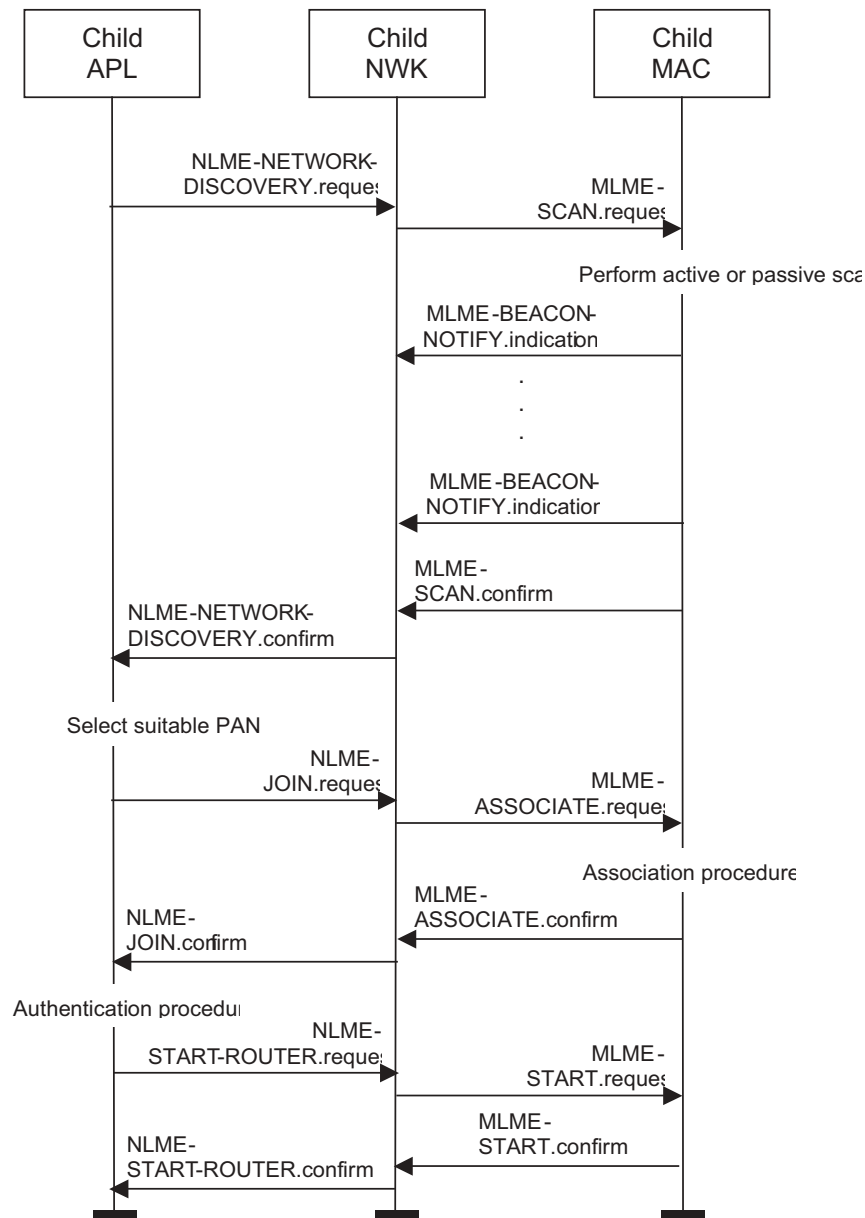 Child
APL
Child
NWK
Child
MAC
NLME-NETWORK-
DISCOVERY.reques
MLME-
SCAN.reques
Perform active or passive sca
MLME-BEACON-
NOTIFY.indication
.
.
.
MLME-BEACON-
NOTIFY.indication
MLME-
SCAN.confirm
NLME-NETWORK-
DISCOVERY.confirm
Select suitable PAN
NLME-
JOIN.reques
MLME-
ASSOCIATE.reques
Association procedure
MLME-
ASSOCIATE.confirm
NLME-
JOIN.confirm
Authentication procedu
NLME-
START-ROUTER.reques
MLME-
START.reques
MLME-
START.confirm
NLME-
START-ROUTER.confirm